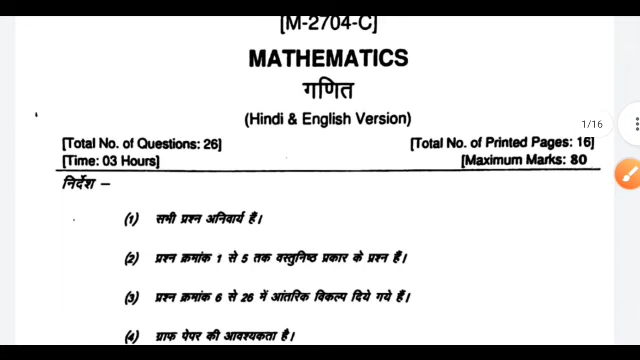 [M-2704-C]
MATHEMATICS
गणित
(Hindi & English Version)
1/16
[Total No. of Questions: 26] [Total No. of Printed Pages: 16]
[Time: 03 Hours] [Maximum Marks: 80
निर्देश –
(1) सभी प्रश्न अनिवार्य हैं।
(2) प्रश्न क्रमांक 1 से 5 तक वस्तुनिष्ठ प्रकार के प्रश्न हैं।
(3) प्रश्न क्रमांक 6 से 26 में आंतरिक विकल्प दिये गये हैं।
(4) ग्राफ पेपर की आवश्यकता है।